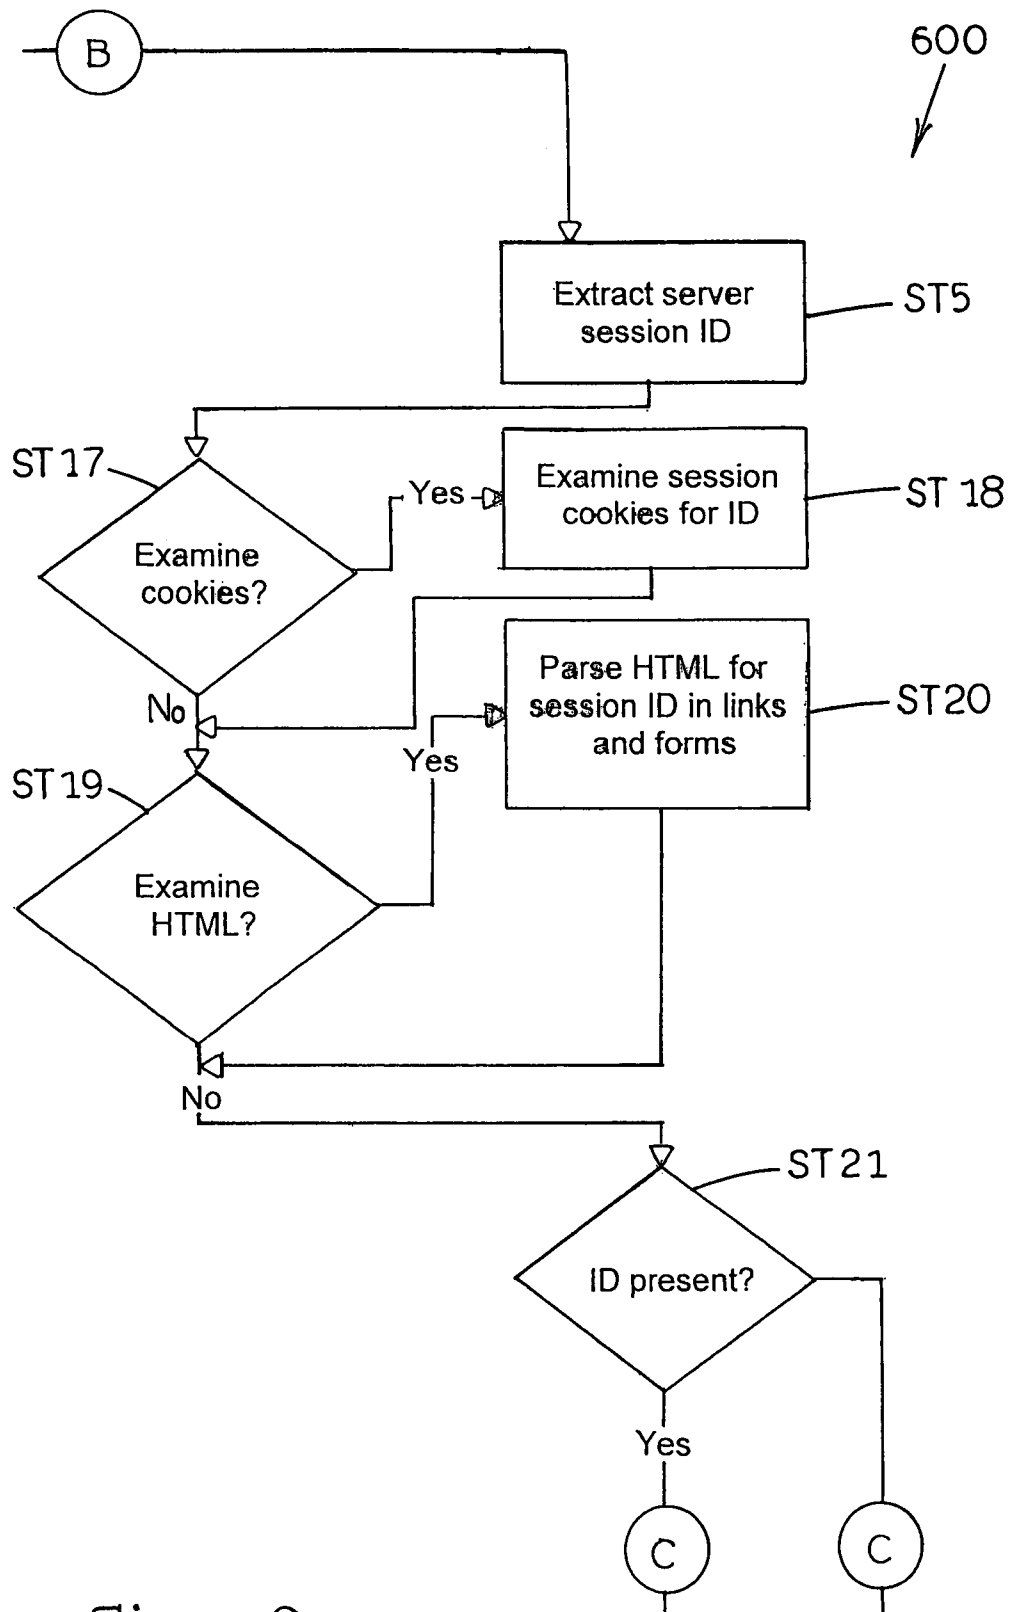 B
600
Extract server
session ID
ST5
ST17
Yes
Examine session
cookies for ID
ST 18
Examine
cookies?
No
Parse HTML for
session ID in links
and forms
ST20
Yes
ST19
Examine
HTML?
No
ST21
ID present?
Yes
C
C